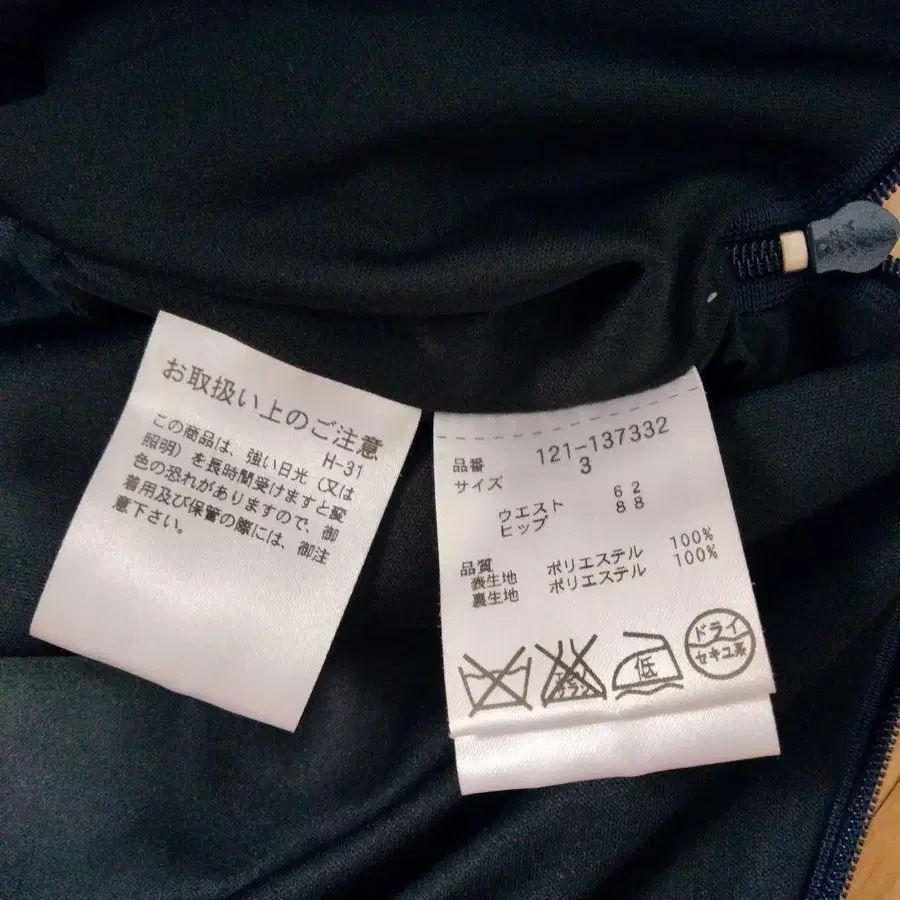 お取扱い上のご注意
H-31
この商品は、強い日光（又は
照明）を長時間受けますと変
色の恐れがありますので、御
着用及び保管の際には、御注
意下さい。
品番 121-137332
サイズ 3
ウエスト 62
ヒップ 88
品質
表生地 ポリエステル 100%
裏生地 ポリエステル 100%
低
ドライ
セキユ系